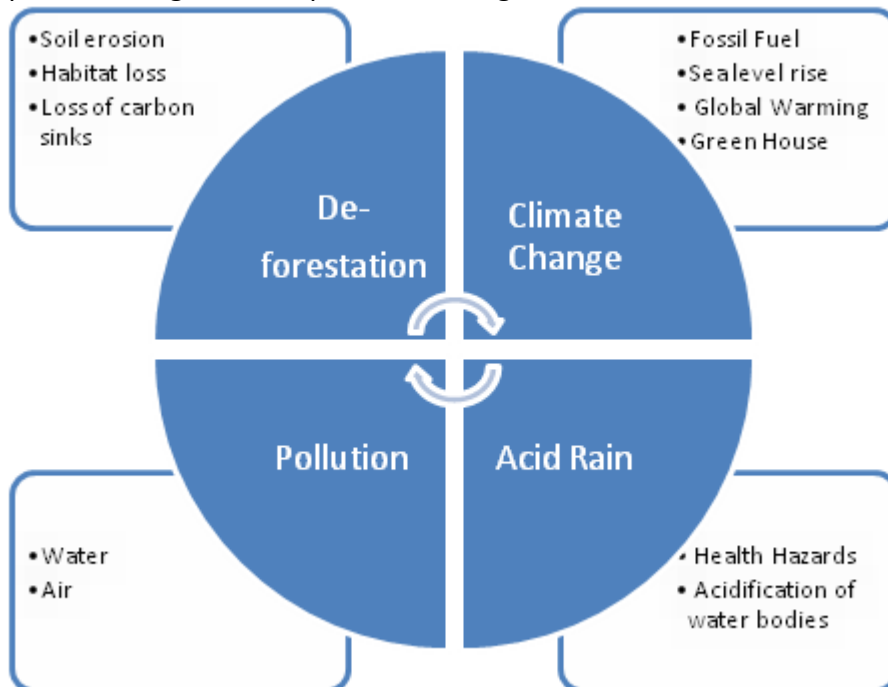 •Soil erosion
•Habitat loss
•Loss of carbon
sinks
•Fossil Fuel
•Sea level rise
• Global Warming
•Green House
De-
forestation
Climate
Change
Pollution
Acid Rain
•Water
•Air
• Health Hazards
• Acidification of
water bodies